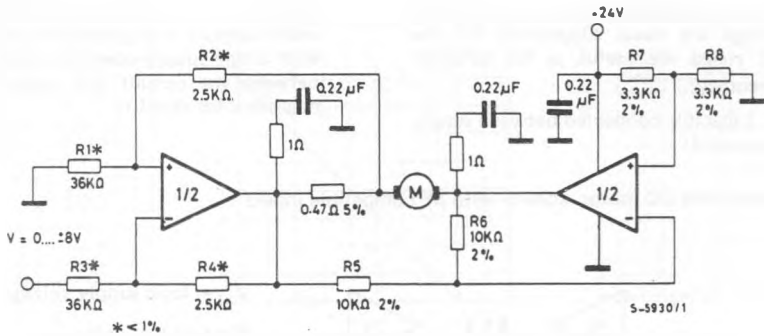 -24V
R2*
2.5KΩ
0.22µF
0.22µF
0.22
µF
R7
3.3KΩ
2%
R8
3.3KΩ
2%
R1*
36KΩ
1Ω
1Ω
+
-
1/2
0.47Ω 5%
M
+
-
1/2
R6
10KΩ
2%
V = 0....±8V
R3*
36KΩ
R4*
2.5KΩ
R5
10KΩ 2%
* < 1%
S-5930/1